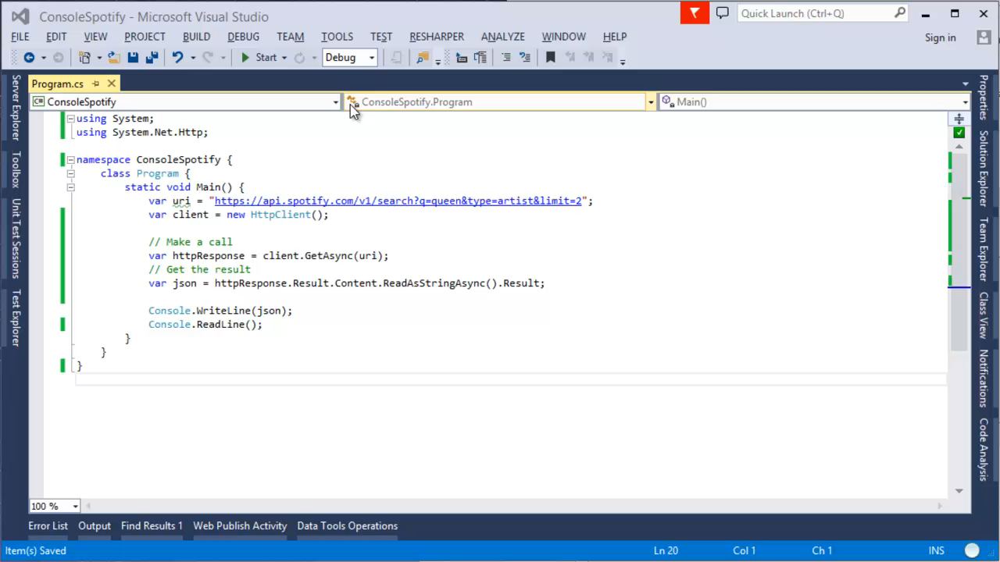 ConsoleSpotify - Microsoft Visual Studio
Quick Launch (Ctrl+Q)
FILE EDIT VIEW PROJECT BUILD DEBUG TEAM TOOLS TEST RESHARPER ANALYZE WINDOW HELP
Sign in
Start Debug
Program.cs
C# ConsoleSpotify ConsoleSpotify.Program Main()
using System;
using System.Net.Http;
namespace ConsoleSpotify {
class Program {
static void Main() {
var uri = "https://api.spotify.com/v1/search?q=queen&type=artist&limit=2";
var client = new HttpClient();
// Make a call
var httpResponse = client.GetAsync(uri);
// Get the result
var json = httpResponse.Result.Content.ReadAsStringAsync().Result;
Console.WriteLine(json);
Console.ReadLine();
}
}
}
Server Explorer
Toolbox
Unit Test Sessions
Test Explorer
Properties
Solution Explorer
Team Explorer
Class View
Notifications
Code Analysis
100 %
Error List Output Find Results 1 Web Publish Activity Data Tools Operations
Item(s) Saved Ln 20 Col 1 Ch 1 INS